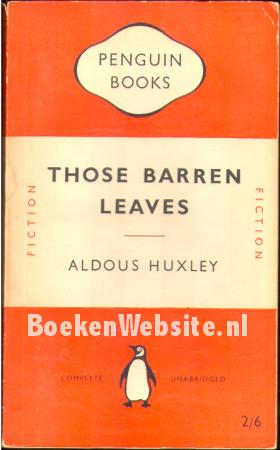 PENGUIN
BOOKS
THOSE BARREN
LEAVES
FICTION
FICTION
ALDOUS HUXLEY
BoekenWebsite.nl
COMPLETE
UNABRIDGED
2/6